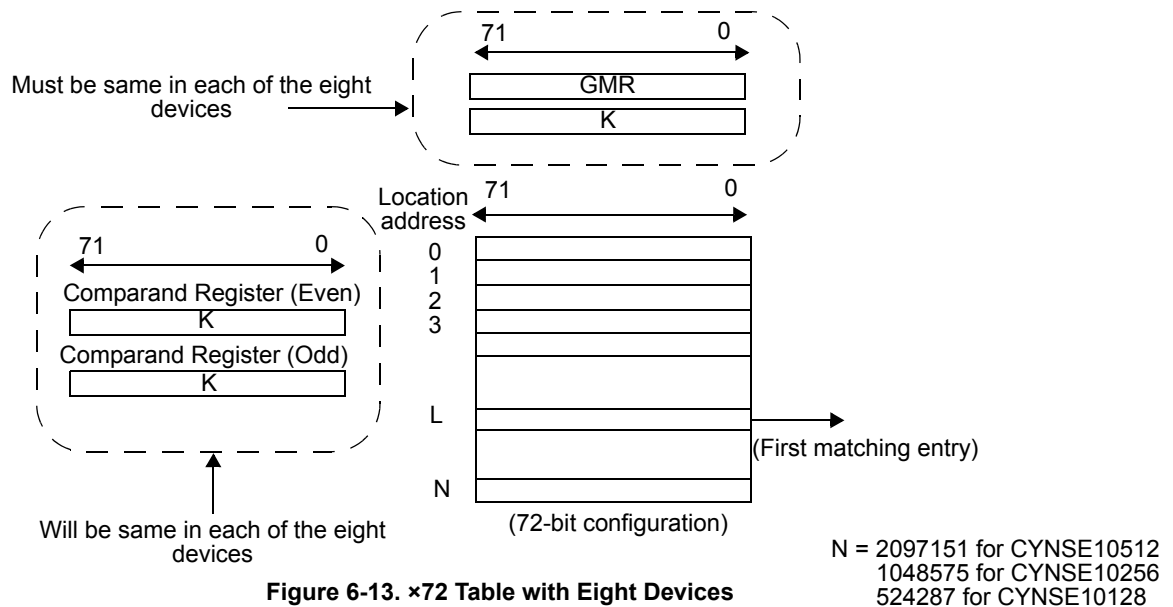 71 0
Must be same in each of the eight
devices
GMR
K
Location
address
71 0
71 0
Comparand Register (Even)
K
Comparand Register (Odd)
K
0
1
2
3
L
N
(First matching entry)
(72-bit configuration)
Will be same in each of the eight
devices
N = 2097151 for CYNSE10512
1048575 for CYNSE10256
524287 for CYNSE10128
Figure 6-13. ×72 Table with Eight Devices